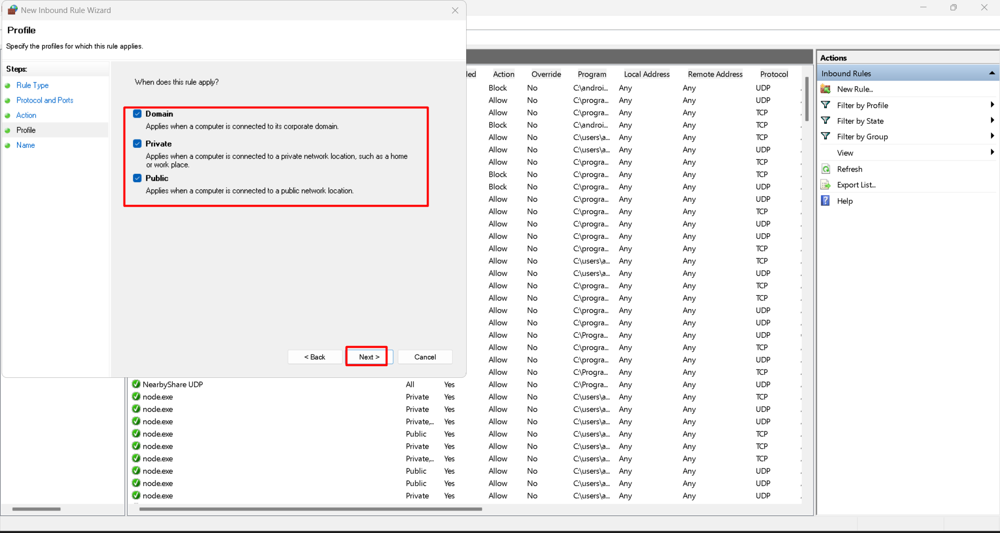 New Inbound Rule Wizard
Profile
Specify the profiles for which this rule applies.
Steps:
Rule Type
Protocol and Ports
Action
Profile
Name
When does this rule apply?
Domain
Applies when a computer is connected to its corporate domain.
Private
Applies when a computer is connected to a private network location, such as a home
or work place.
Public
Applies when a computer is connected to a public network location.
< Back
Next >
Cancel
led Action Override Program Local Address Remote Address Protocol
Block No C:\androi... Any Any UDP
Allow No C:\progra... Any Any UDP
Allow No C:\progra... Any Any TCP
Block No C:\androi... Any Any TCP
Allow No C:\users\a... Any Any TCP
Allow No C:\users\a... Any Any UDP
Allow No C:\progra... Any Any TCP
Block No C:\progra... Any Any TCP
Block No C:\progra... Any Any UDP
Allow No C:\progra... Any Any UDP
Allow No C:\progra... Any Any TCP
Allow No C:\progra... Any Any UDP
Allow No C:\progra... Any Any UDP
Allow No C:\progra... Any Any TCP
Allow No C:\users\a... Any Any TCP
Allow No C:\users\a... Any Any UDP
Allow No C:\progra... Any Any TCP
Allow No C:\progra... Any Any TCP
Allow No C:\progra... Any Any UDP
Allow No C:\progra... Any Any UDP
Allow No C:\Progra... Any Any UDP
Allow No C:\progra... Any Any TCP
Allow No C:\progra... Any Any UDP
Allow No C:\Progra... Any Any TCP
NearbyShare UDP All Yes Allow No C:\Progra... Any Any UDP
node.exe Private Yes Allow No C:\users\a... Any Any TCP
node.exe Private Yes Allow No C:\users\a... Any Any UDP
node.exe Private,... Yes Allow No C:\users\a... Any Any UDP
node.exe Public Yes Allow No C:\users\a... Any Any TCP
node.exe Private Yes Allow No C:\users\a... Any Any TCP
node.exe Private,... Yes Allow No C:\users\a... Any Any TCP
node.exe Public Yes Allow No C:\users\a... Any Any UDP
node.exe Public Yes Allow No C:\users\a... Any Any UDP
node.exe Private Yes Allow No C:\users\a... Any Any UDP
Actions
Inbound Rules
New Rule...
Filter by Profile
Filter by State
Filter by Group
View
Refresh
Export List...
Help